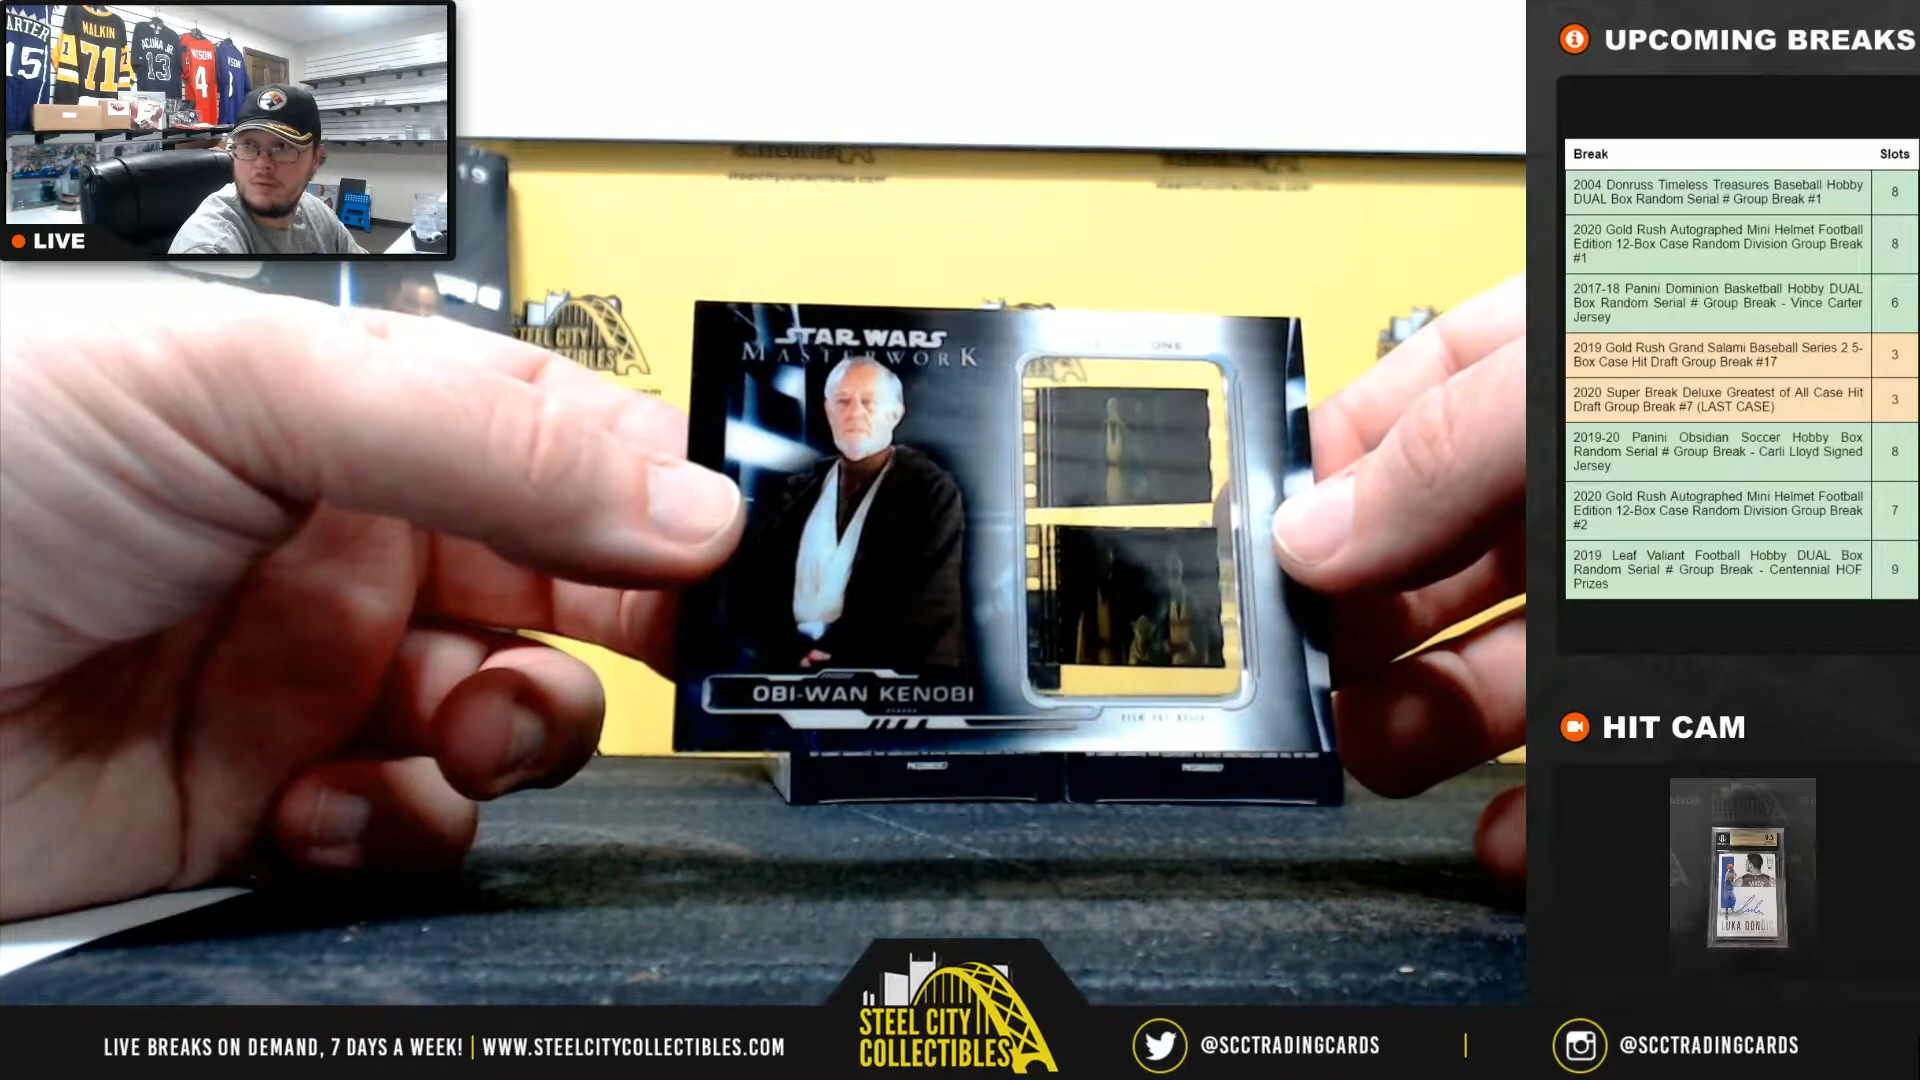 ARTER
15
MALKIN
71
ACUÑA JR
13
WATSON
4
LIVE
STAR WARS
MASTERWORK
ONE
OBI-WAN KENOBI
UPCOMING BREAKS
Break Slots
2004 Donruss Timeless Treasures Baseball Hobby
DUAL Box Random Serial # Group Break #1
8
2020 Gold Rush Autographed Mini Helmet Football
Edition 12-Box Case Random Division Group Break
#1
8
2017-18 Panini Dominion Basketball Hobby DUAL
Box Random Serial # Group Break - Vince Carter
Jersey
6
2019 Gold Rush Grand Salami Baseball Series 2 5-
Box Case Hit Draft Group Break #17
3
2020 Super Break Deluxe Greatest of All Case Hit
Draft Group Break #7 (LAST CASE)
3
2019-20 Panini Obsidian Soccer Hobby Box
Random Serial # Group Break - Carli Lloyd Signed
Jersey
8
2020 Gold Rush Autographed Mini Helmet Football
Edition 12-Box Case Random Division Group Break
#2
7
2019 Leaf Valiant Football Hobby DUAL Box
Random Serial # Group Break - Centennial HOF
Prizes
9
HIT CAM
9.5
LUKA DONČIĆ
LIVE BREAKS ON DEMAND, 7 DAYS A WEEK! | WWW.STEELCITYCOLLECTIBLES.COM
STEEL CITY
COLLECTIBLES
@SCCTRADINGCARDS
|
@SCCTRADINGCARDS